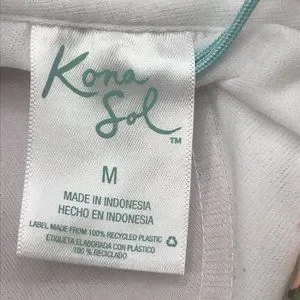 Kona
Sol
TM
M
MADE IN INDONESIA
HECHO EN INDONESIA
LABEL MADE FROM 100% RECYCLED PLASTIC
ETIQUETA ELABORADA CON PLÁSTICO
100 % RECICLADO